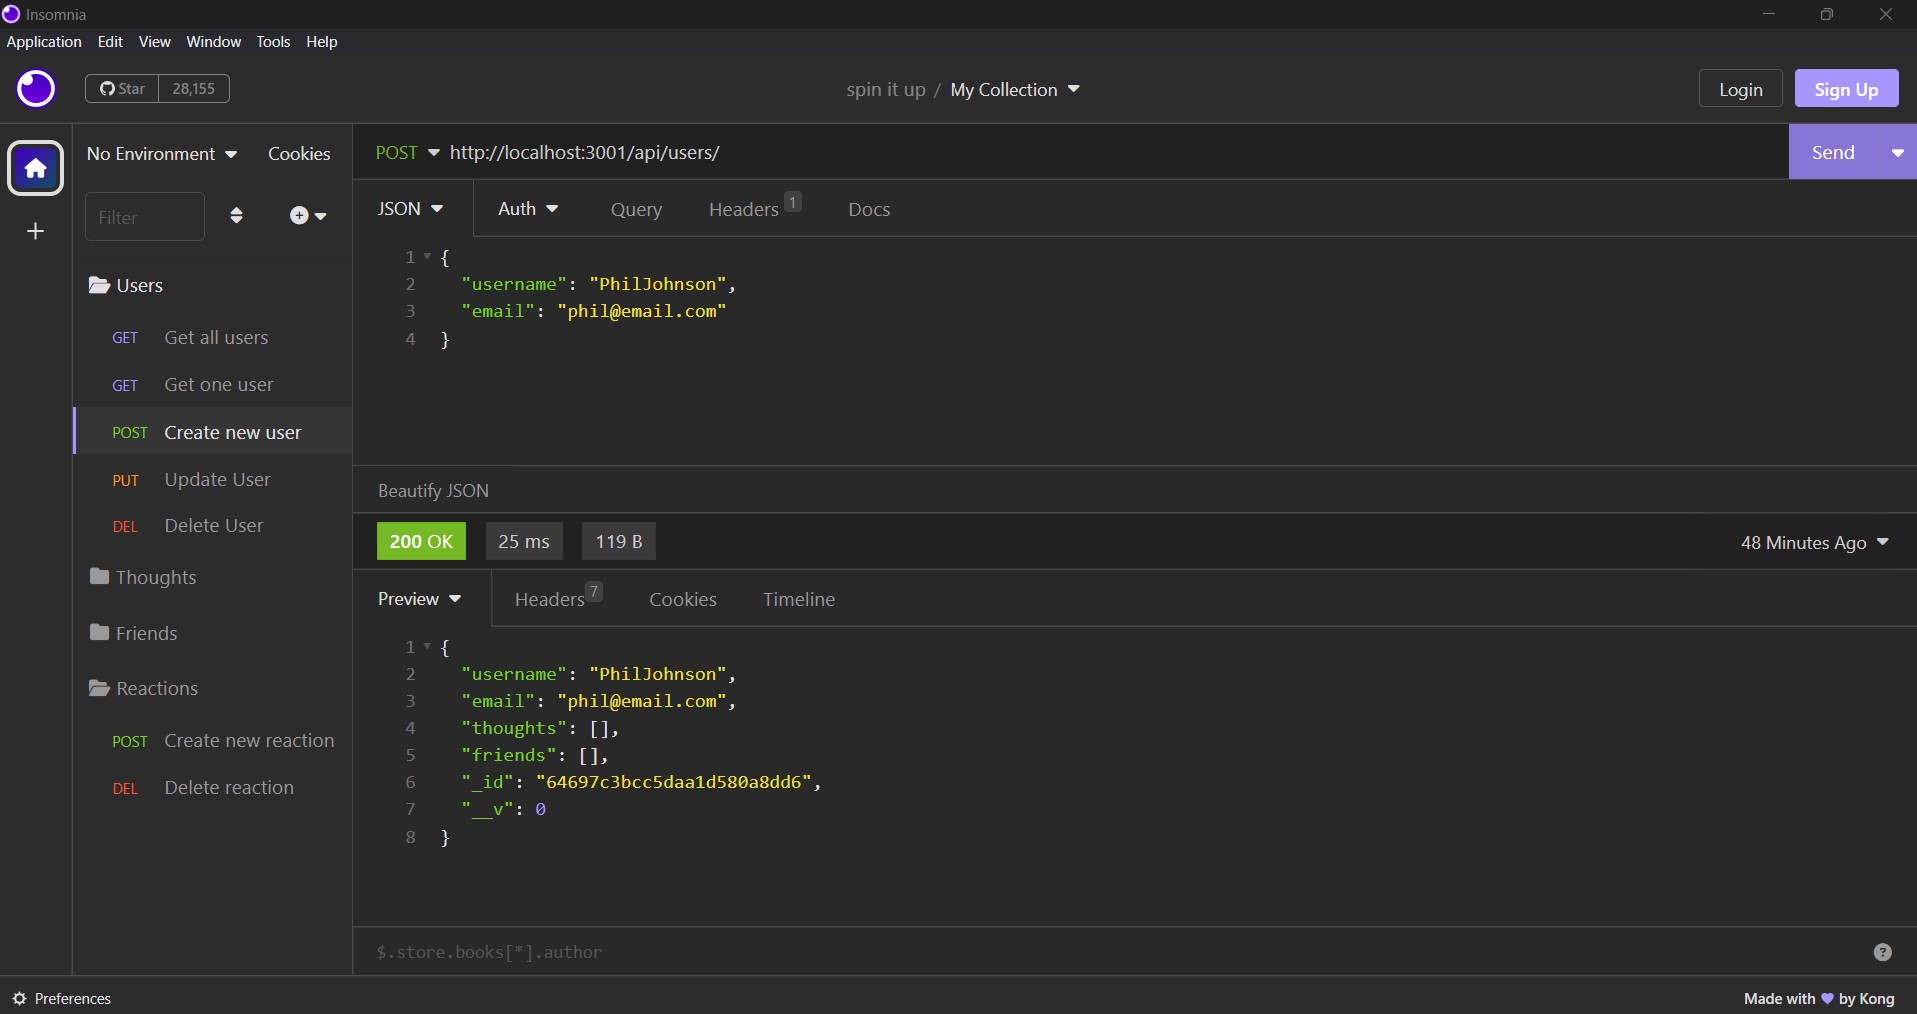 Insomnia
Application Edit View Window Tools Help
Star 28,155
spin it up / My Collection
Login Sign Up
No Environment Cookies
Filter
Users
GET Get all users
GET Get one user
POST Create new user
PUT Update User
DEL Delete User
Thoughts
Friends
Reactions
POST Create new reaction
DEL Delete reaction
POST http://localhost:3001/api/users/
Send
JSON Auth Query Headers 1 Docs
1 {
2 "username": "PhilJohnson",
3 "email": "phil@email.com"
4 }
Beautify JSON
200 OK 25 ms 119 B
48 Minutes Ago
Preview Headers 7 Cookies Timeline
1 {
2 "username": "PhilJohnson",
3 "email": "phil@email.com",
4 "thoughts": [],
5 "friends": [],
6 "_id": "64697c3bcc5daa1d580a8dd6",
7 "__v": 0
8 }
$.store.books[*].author
?
Preferences
Made with 💜 by Kong